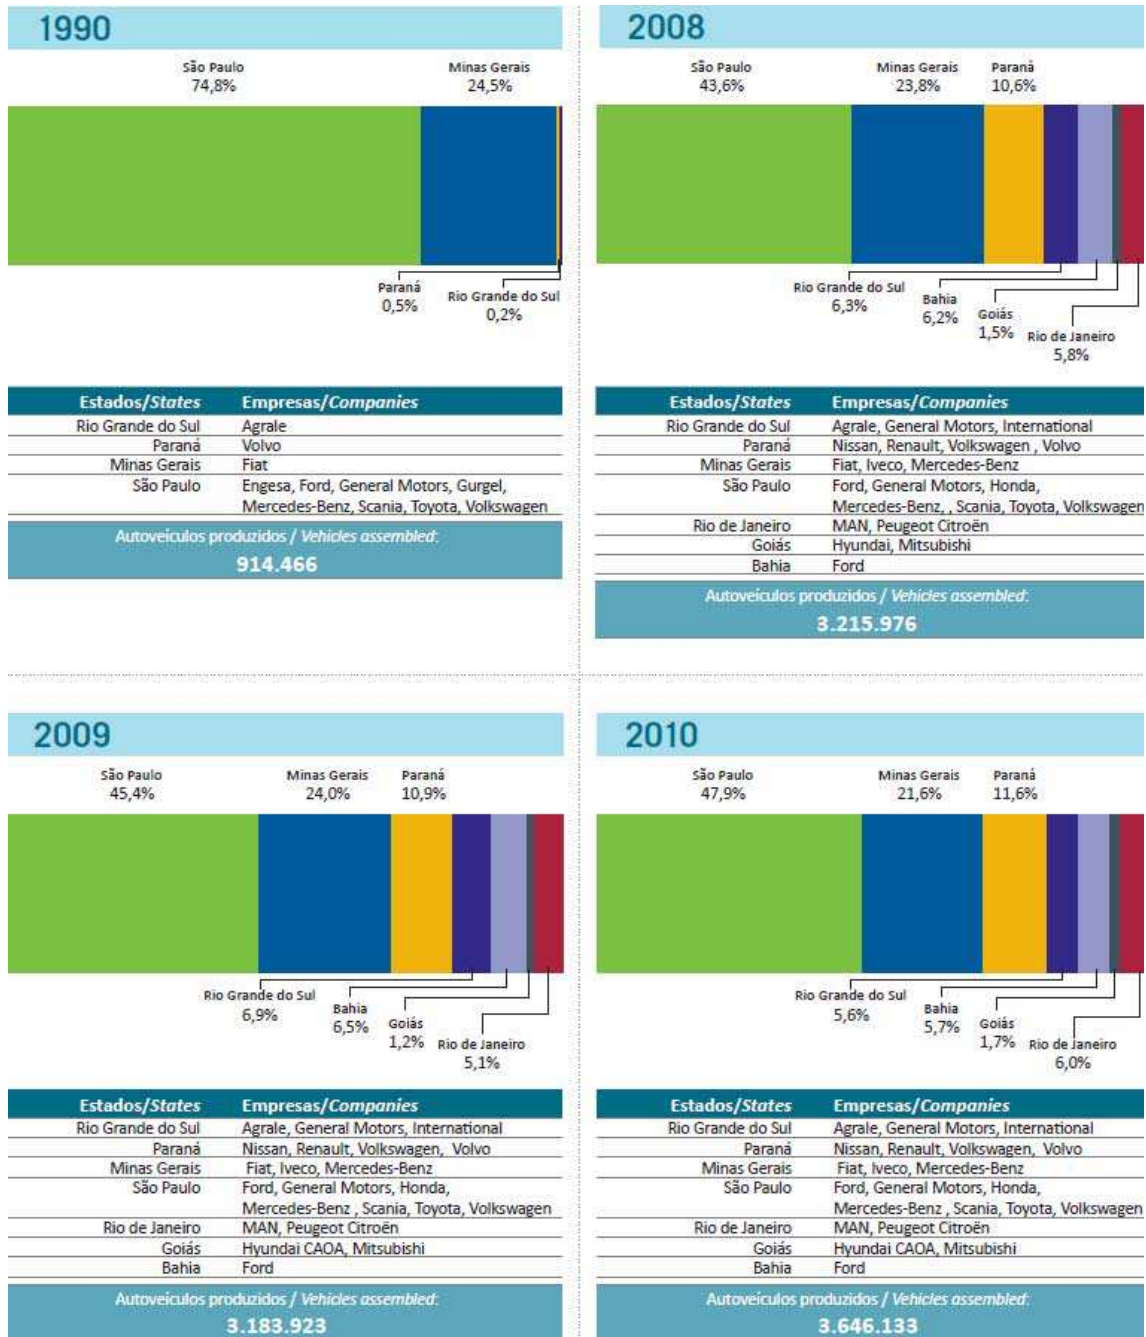 1990
São Paulo
74,8%
Minas Gerais
24,5%
Paraná
0,5%
Rio Grande do Sul
0,2%
Estados/States Empresas/Companies
Rio Grande do Sul Agrale
Paraná Volvo
Minas Gerais Fiat
São Paulo Engesa, Ford, General Motors, Gurgel,
Mercedes-Benz, Scania, Toyota, Volkswagen
Autoveículos produzidos / Vehicles assembled:
914.466
2008
São Paulo
43,6%
Minas Gerais
23,8%
Paraná
10,6%
Rio Grande do Sul
6,3%
Bahia
6,2%
Goiás
1,5%
Rio de Janeiro
5,8%
Estados/States Empresas/Companies
Rio Grande do Sul Agrale, General Motors, International
Paraná Nissan, Renault, Volkswagen , Volvo
Minas Gerais Fiat, Iveco, Mercedes-Benz
São Paulo Ford, General Motors, Honda,
Mercedes-Benz, , Scania, Toyota, Volkswagen
Rio de Janeiro MAN, Peugeot Citroën
Goiás Hyundai, Mitsubishi
Bahia Ford
Autoveículos produzidos / Vehicles assembled:
3.215.976
2009
São Paulo
45,4%
Minas Gerais
24,0%
Paraná
10,9%
Rio Grande do Sul
6,9%
Bahia
6,5%
Goiás
1,2%
Rio de Janeiro
5,1%
Estados/States Empresas/Companies
Rio Grande do Sul Agrale, General Motors, International
Paraná Nissan, Renault, Volkswagen, Volvo
Minas Gerais Fiat, Iveco, Mercedes-Benz
São Paulo Ford, General Motors, Honda,
Mercedes-Benz , Scania, Toyota, Volkswagen
Rio de Janeiro MAN, Peugeot Citroën
Goiás Hyundai CAOA, Mitsubishi
Bahia Ford
Autoveículos produzidos / Vehicles assembled:
3.183.923
2010
São Paulo
47,9%
Minas Gerais
21,6%
Paraná
11,6%
Rio Grande do Sul
5,6%
Bahia
5,7%
Goiás
1,7%
Rio de Janeiro
6,0%
Estados/States Empresas/Companies
Rio Grande do Sul Agrale, General Motors, International
Paraná Nissan, Renault, Volkswagen, Volvo
Minas Gerais Fiat, Iveco, Mercedes-Benz
São Paulo Ford, General Motors, Honda,
Mercedes-Benz , Scania, Toyota, Volkswagen
Rio de Janeiro MAN, Peugeot Citroën
Goiás Hyundai CAOA, Mitsubishi
Bahia Ford
Autoveículos produzidos / Vehicles assembled:
3.646.133